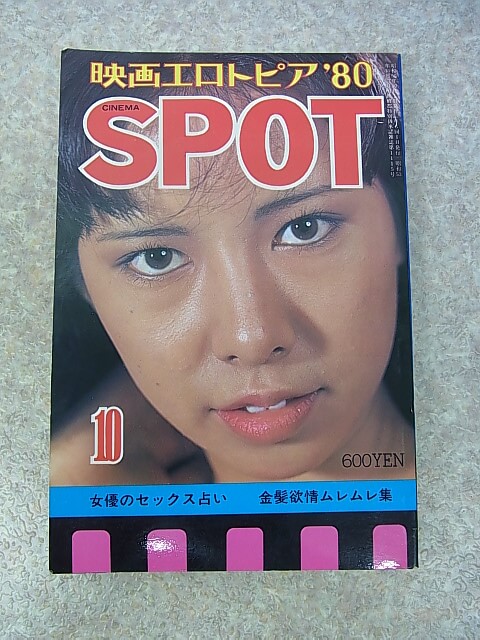 映画エロトピア'80
CINEMA
SPOT
10
600YEN
女優のセックス占い 金髪欲情ムレムレ集